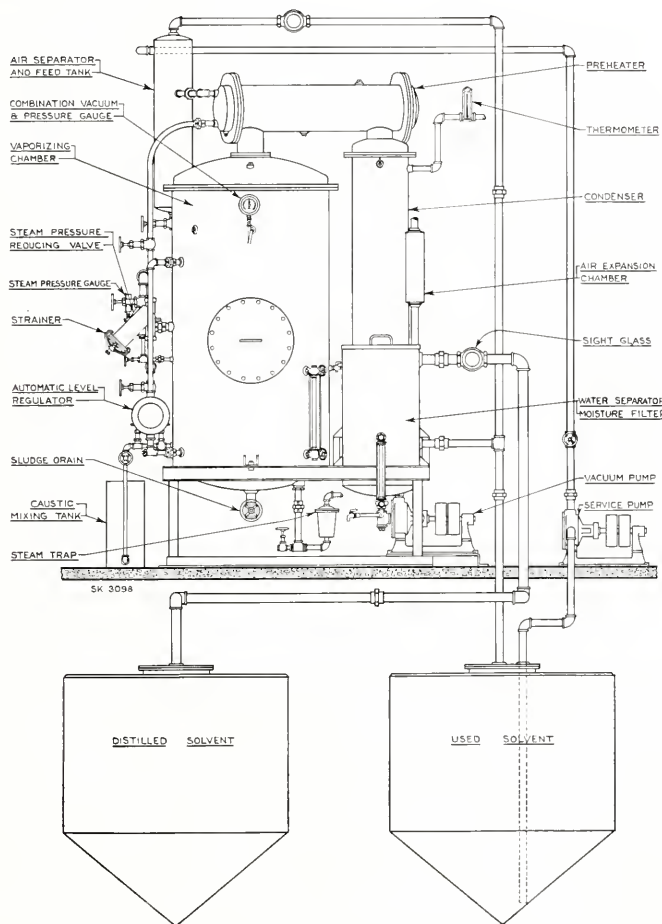 AIR SEPARATOR
AND FEED TANK
COMBINATION VACUUM
& PRESSURE GAUGE
VAPORIZING
CHAMBER
STEAM PRESSURE
REDUCING VALVE
STEAM PRESSURE GAUGE
STRAINER
AUTOMATIC LEVEL
REGULATOR
SLUDGE DRAIN
CAUSTIC
MIXING TANK
STEAM TRAP
SK 3098
PREHEATER
THERMOMETER
CONDENSER
AIR EXPANSION
CHAMBER
SIGHT GLASS
WATER SEPARATOR
MOISTURE FILTER
VACUUM PUMP
SERVICE PUMP
DISTILLED SOLVENT
USED SOLVENT